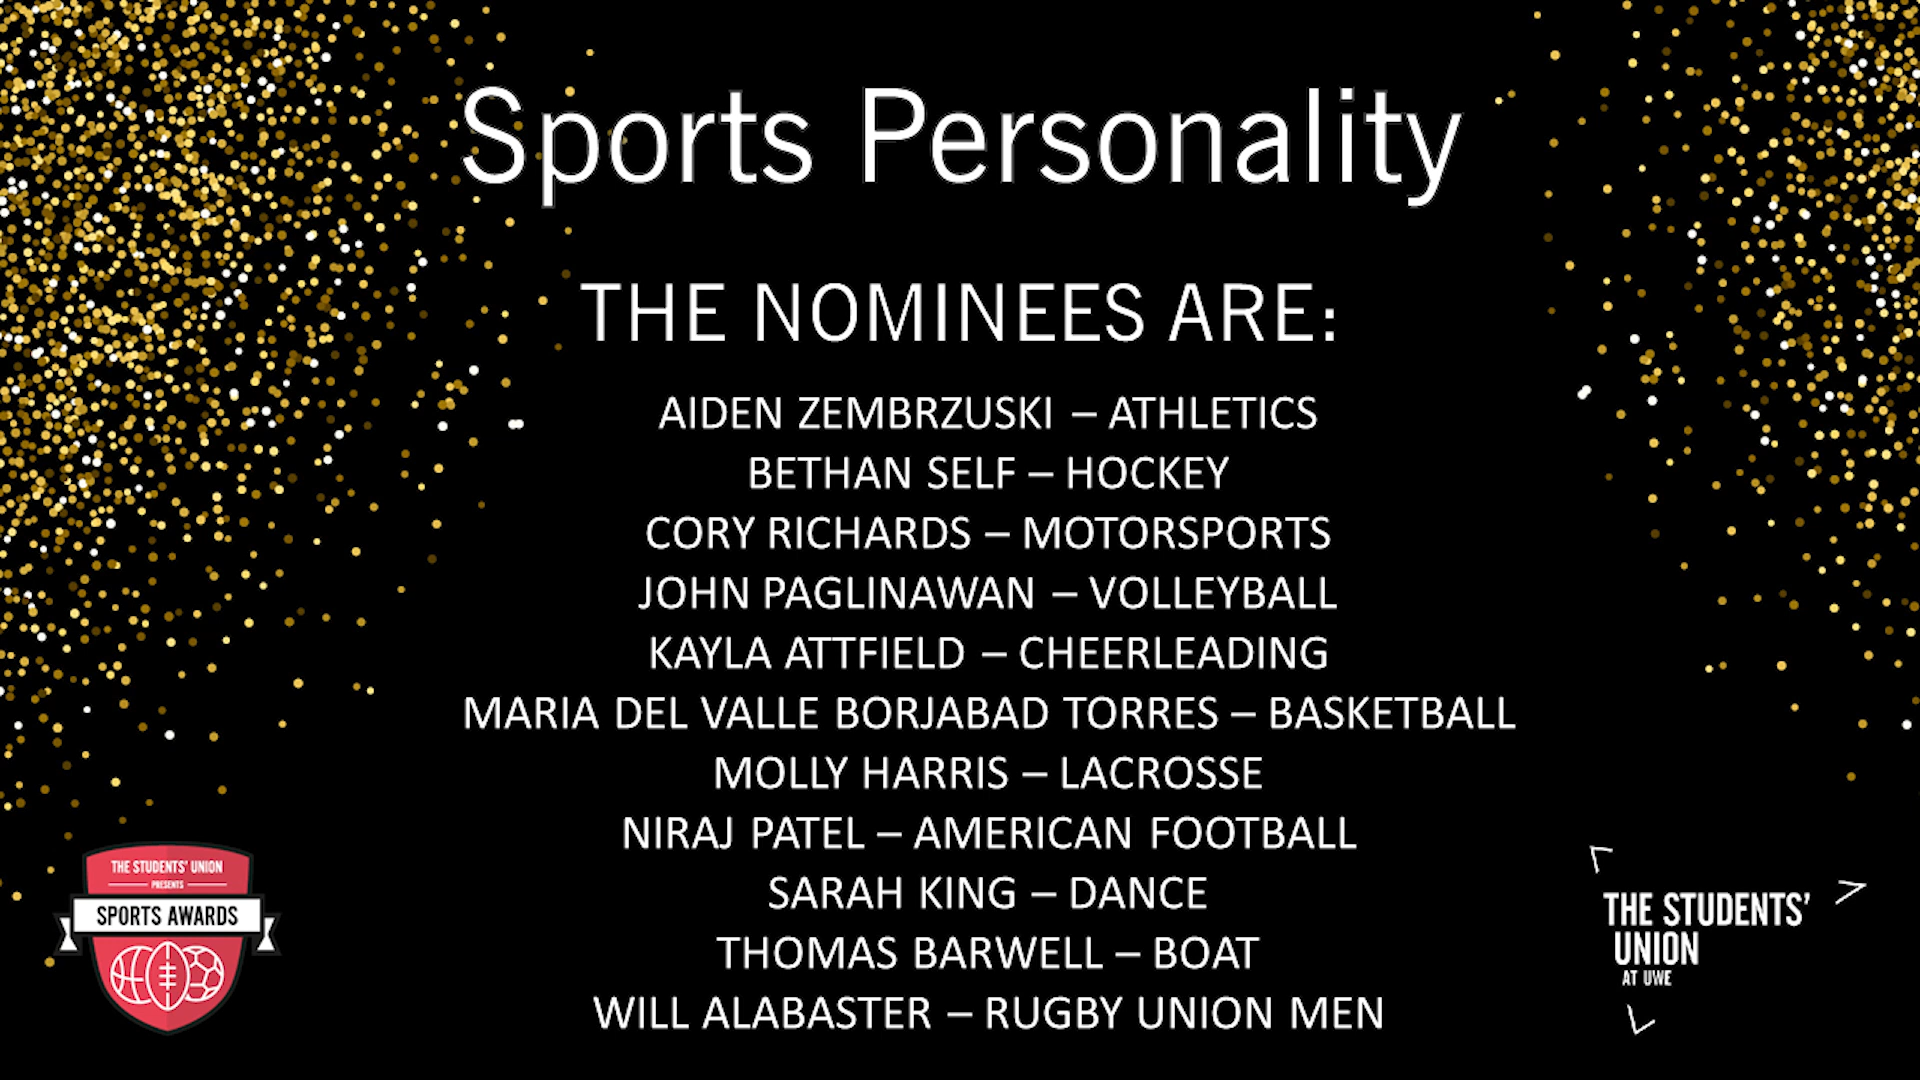 Sports Personality
THE NOMINEES ARE:
AIDEN ZEMBRZUSKI – ATHLETICS
BETHAN SELF – HOCKEY
CORY RICHARDS – MOTORSPORTS
JOHN PAGLINAWAN – VOLLEYBALL
KAYLA ATTFIELD – CHEERLEADING
MARIA DEL VALLE BORJABAD TORRES – BASKETBALL
MOLLY HARRIS – LACROSSE
NIRAJ PATEL – AMERICAN FOOTBALL
SARAH KING – DANCE
THOMAS BARWELL – BOAT
WILL ALABASTER – RUGBY UNION MEN
THE STUDENTS' UNION
PRESENTS
SPORTS AWARDS
THE STUDENTS'
UNION
AT UWE